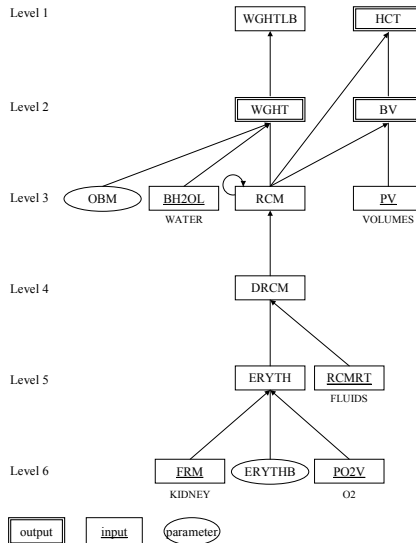 Level 1
WGHTLB
HCT
Level 2
WGHT
BV
Level 3
OBM
BH2OL
RCM
PV
WATER
VOLUMES
Level 4
DRCM
Level 5
ERYTH
RCMRT
FLUIDS
Level 6
FRM
ERYTHB
PO2V
KIDNEY
O2
output
input
parameter